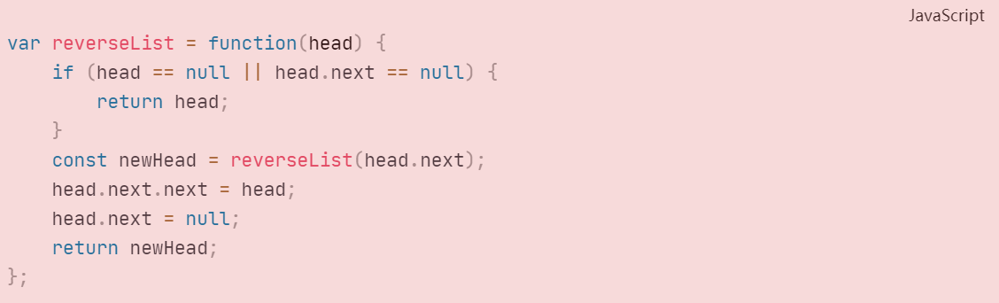 JavaScript
var reverseList = function(head) {
    if (head == null || head.next == null) {
        return head;
    }
    const newHead = reverseList(head.next);
    head.next.next = head;
    head.next = null;
    return newHead;
};